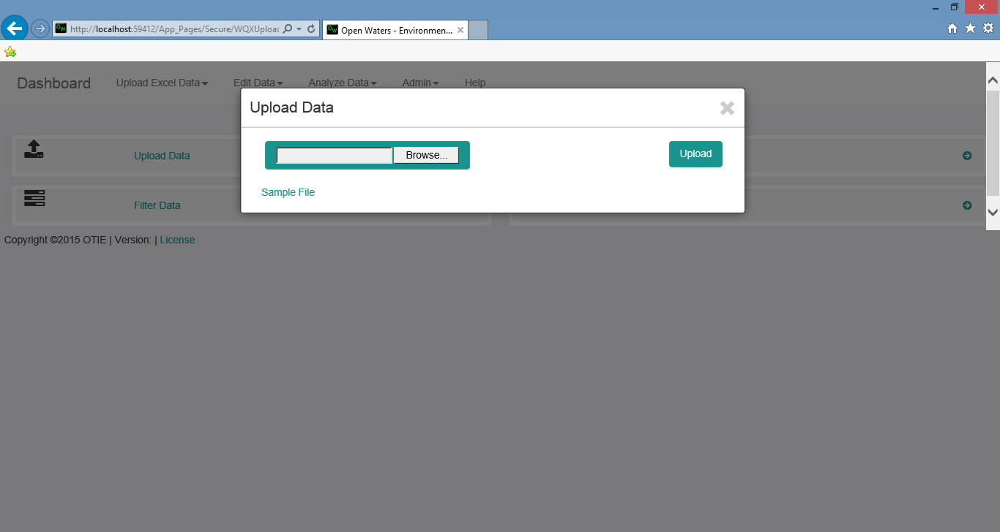 http://localhost:59412/App_Pages/Secure/WQXUpload
Open Waters - Environmen...
Dashboard Upload Excel Data Edit Data Analyze Data Admin Help
Upload Data
Upload Data
Browse...
Upload
Sample File
Filter Data
Copyright ©2015 OTIE | Version: | License